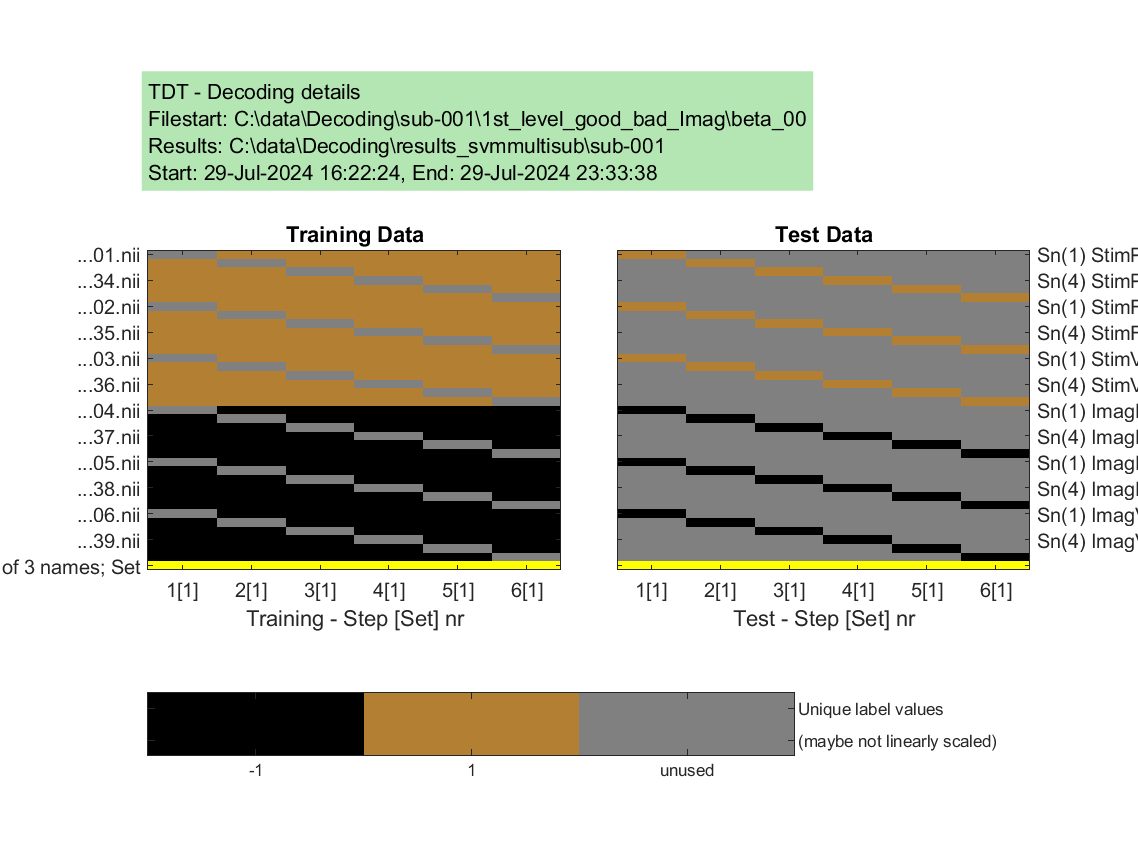 TDT - Decoding details
Filestart: C:\data\Decoding\sub-001\1st_level_good_bad_Imag\beta_00
Results: C:\data\Decoding\results_svmmultisub\sub-001
Start: 29-Jul-2024 16:22:24, End: 29-Jul-2024 23:33:38
Training Data
...01.nii
...34.nii
...02.nii
...35.nii
...03.nii
...36.nii
...04.nii
...37.nii
...05.nii
...38.nii
...06.nii
...39.nii
of 3 names; Set
1[1] 2[1] 3[1] 4[1] 5[1] 6[1]
Training - Step [Set] nr
Test Data
Sn(1) StimP
Sn(4) StimP
Sn(1) StimF
Sn(4) StimF
Sn(1) StimV
Sn(4) StimV
Sn(1) Imag
Sn(4) Imag
Sn(1) Imag
Sn(4) Imag
Sn(1) ImagV
Sn(4) ImagV
1[1] 2[1] 3[1] 4[1] 5[1] 6[1]
Test - Step [Set] nr
Unique label values
(maybe not linearly scaled)
-1 1 unused